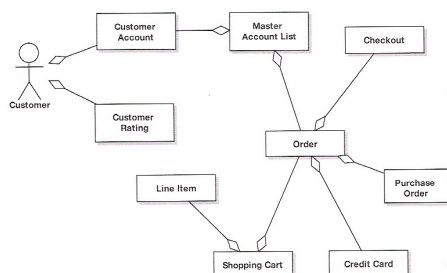 Customer
Account
Master
Account List
Checkout
Customer
Customer
Rating
Order
Line Item
Purchase
Order
Shopping Cart
Credit Card